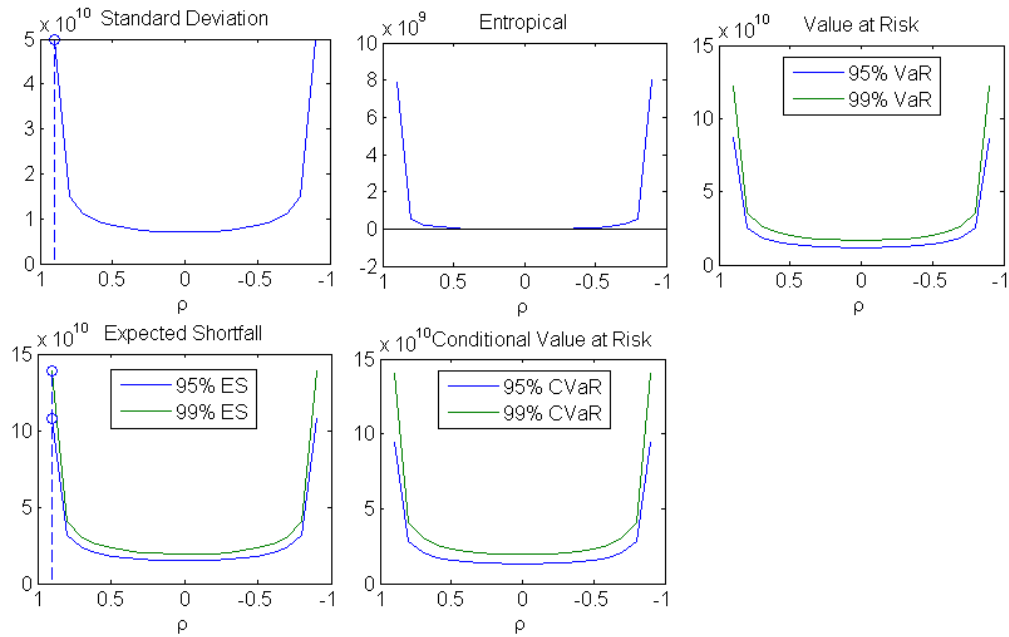 x 10^10 Standard Deviation
5
4
3
2
1
0
1 0.5 0 -0.5 -1
ρ
x 10^9 Entropical
10
8
6
4
2
0
-2
1 0.5 0 -0.5 -1
ρ
x 10^10 Value at Risk
15
10
5
0
95% VaR
99% VaR
1 0.5 0 -0.5 -1
ρ
x 10^10 Expected Shortfall
15
10
5
0
95% ES
99% ES
1 0.5 0 -0.5 -1
ρ
x 10^10 Conditional Value at Risk
15
10
5
0
95% CVaR
99% CVaR
1 0.5 0 -0.5 -1
ρ